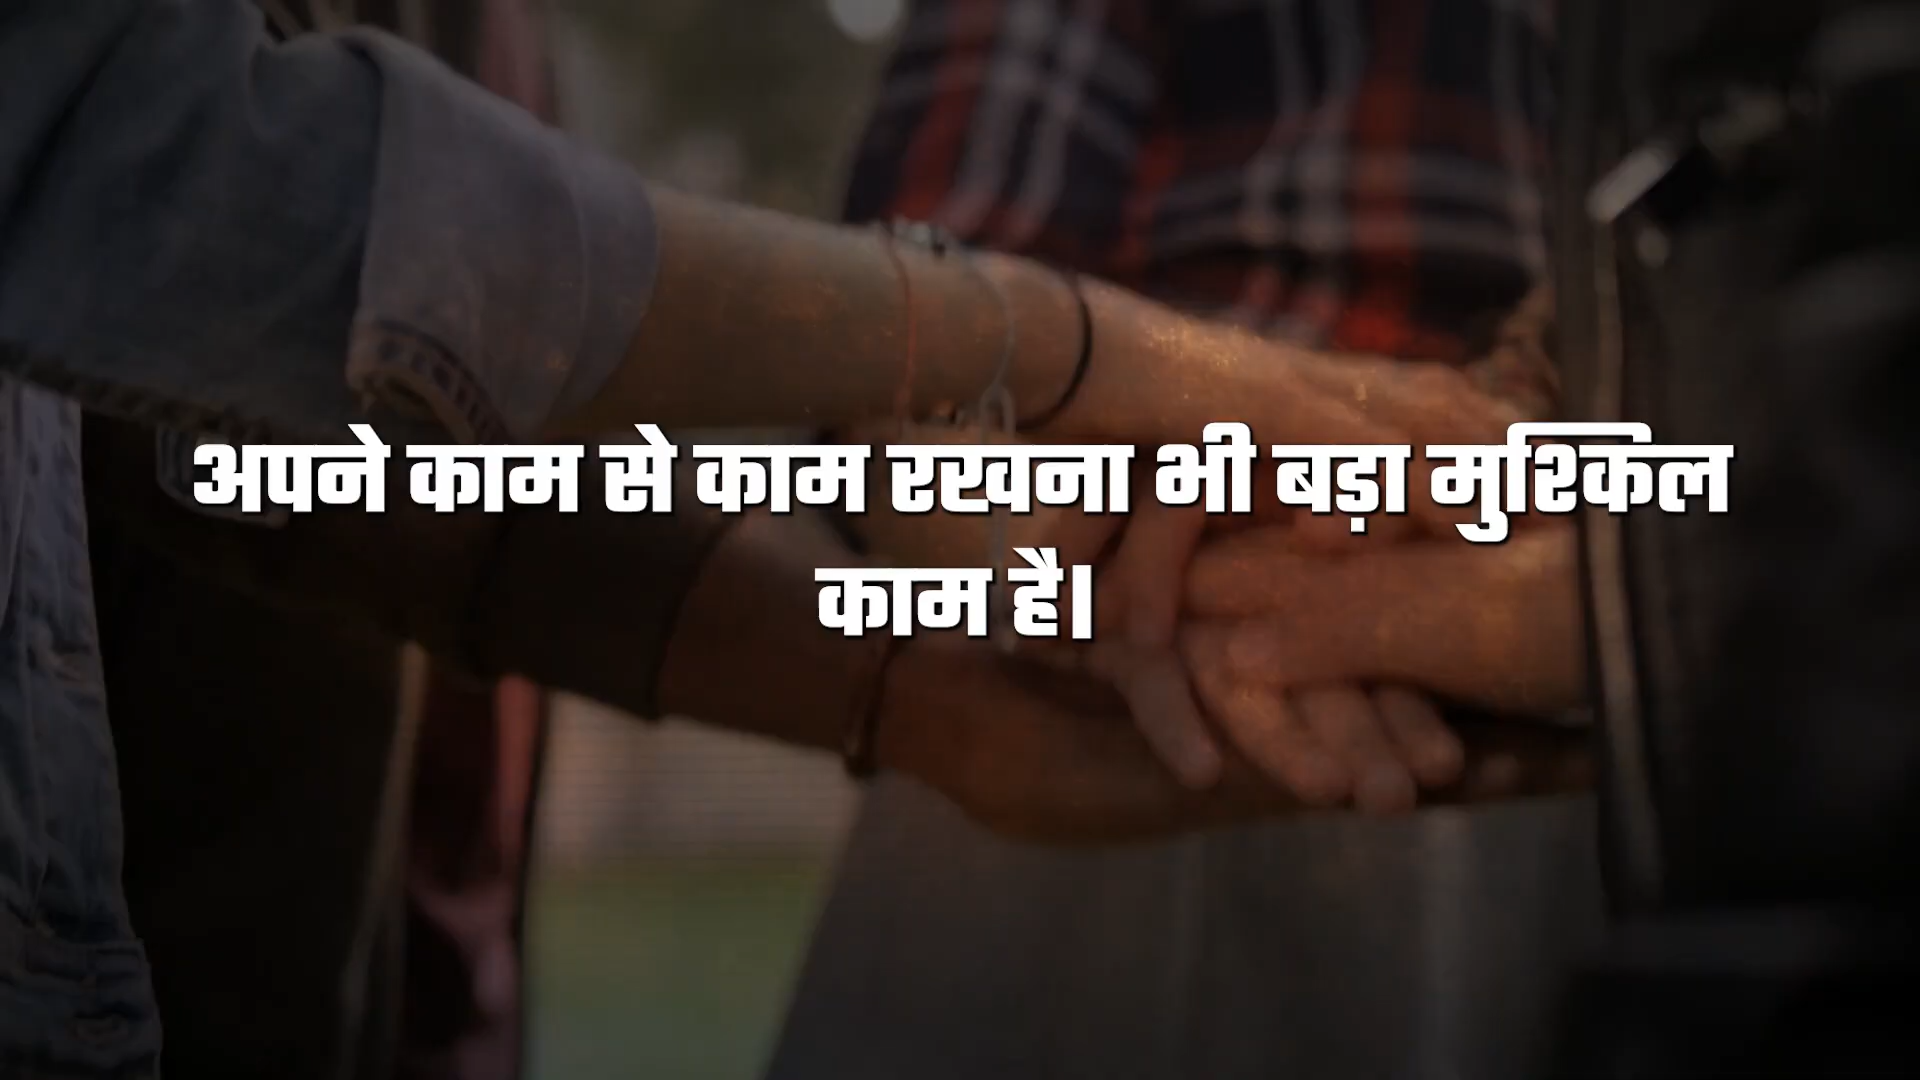 अपने काम से काम रखना भी बड़ा मुश्किल
काम है।